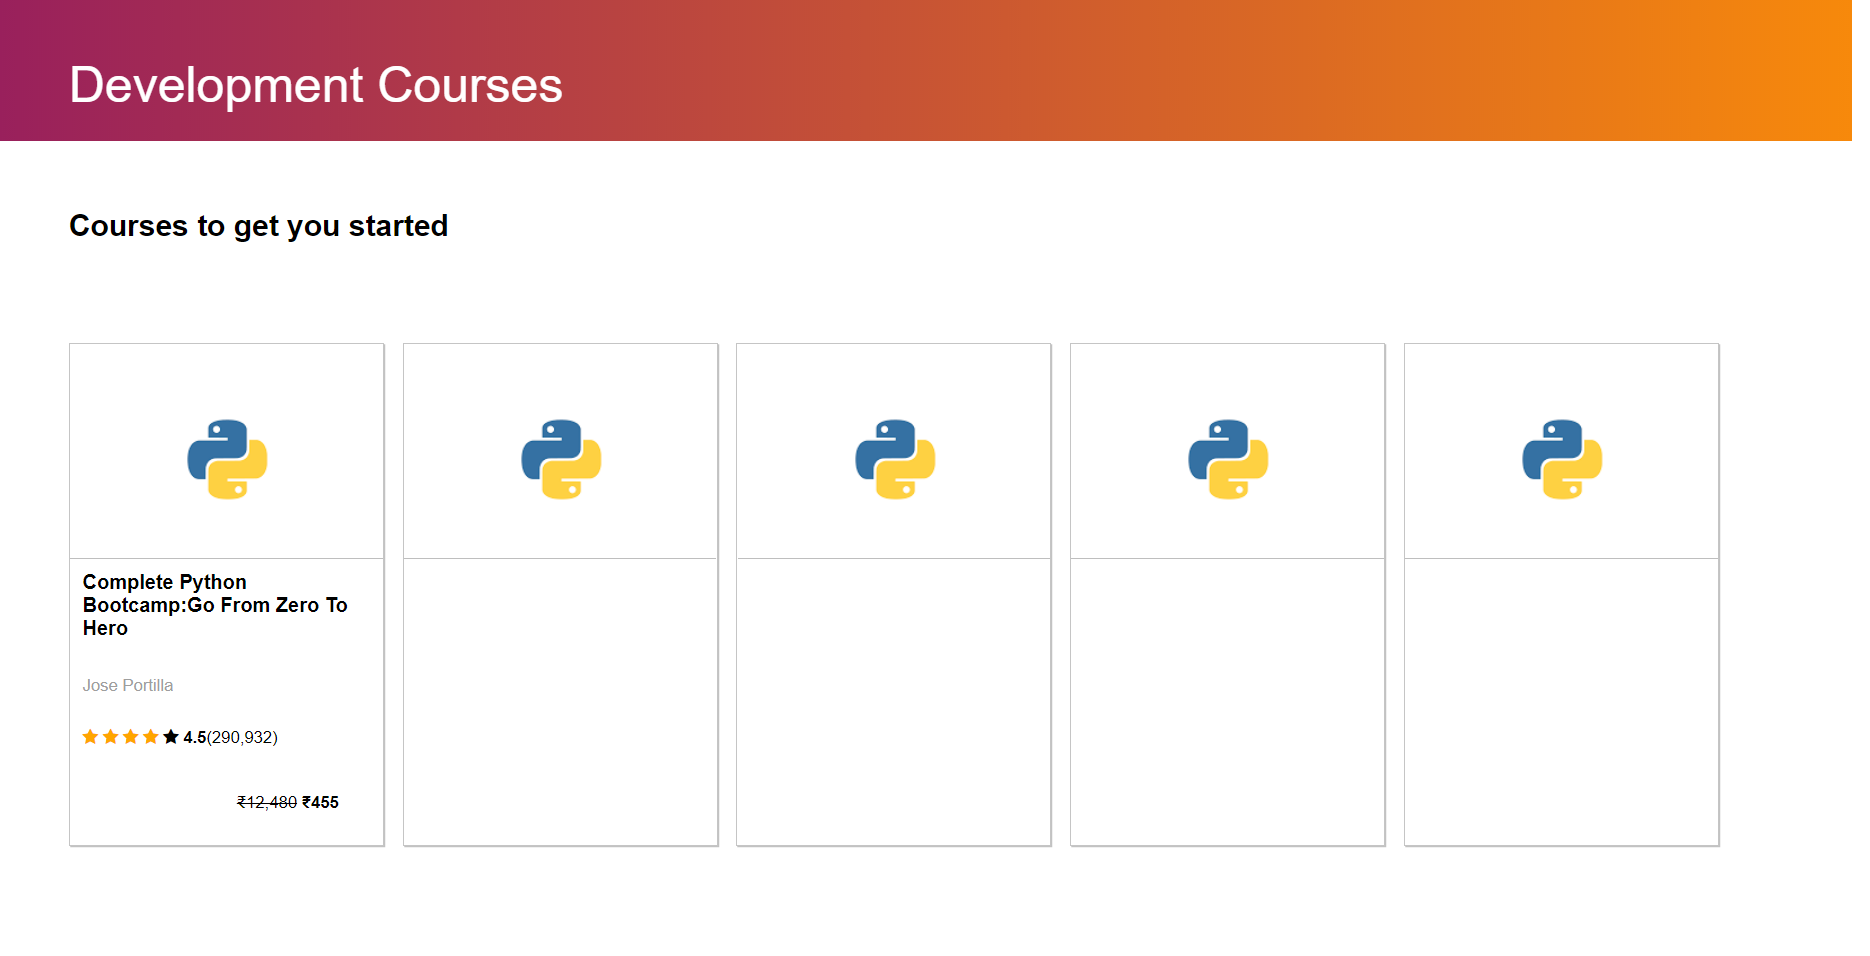 Development Courses
Courses to get you started
Complete Python
Bootcamp:Go From Zero To
Hero
Jose Portilla
4.5(290,932)
₹12,480 ₹455